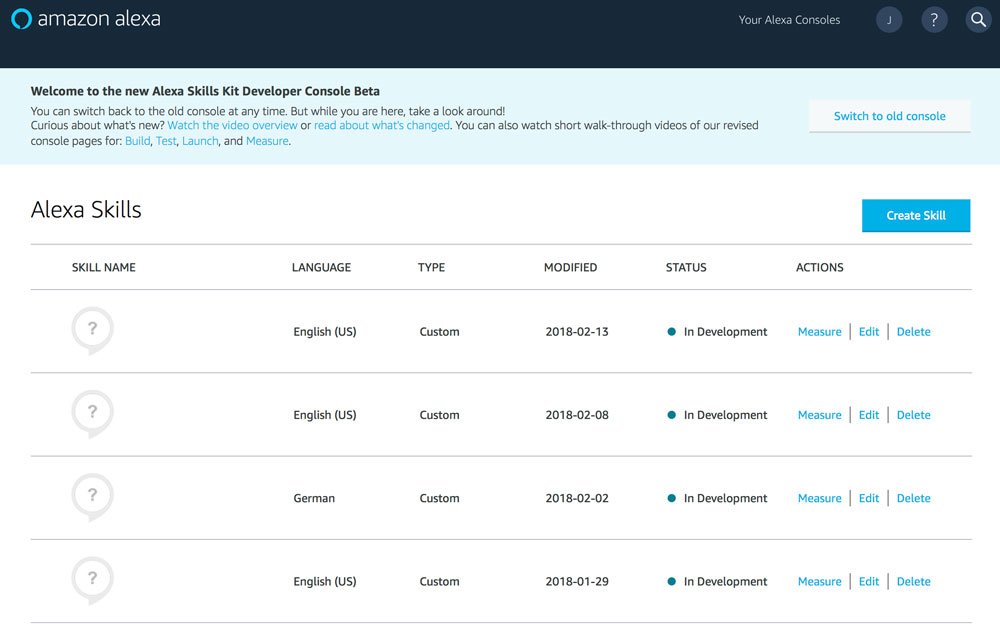 amazon alexa
Your Alexa Consoles
J
?
Welcome to the new Alexa Skills Kit Developer Console Beta
You can switch back to the old console at any time. But while you are here, take a look around!
Curious about what's new? Watch the video overview or read about what's changed. You can also watch short walk-through videos of our revised
console pages for: Build, Test, Launch, and Measure.
Switch to old console
Alexa Skills
Create Skill
SKILL NAME LANGUAGE TYPE MODIFIED STATUS ACTIONS
? English (US) Custom 2018-02-13 In Development Measure | Edit | Delete
? English (US) Custom 2018-02-08 In Development Measure | Edit | Delete
? German Custom 2018-02-02 In Development Measure | Edit | Delete
? English (US) Custom 2018-01-29 In Development Measure | Edit | Delete